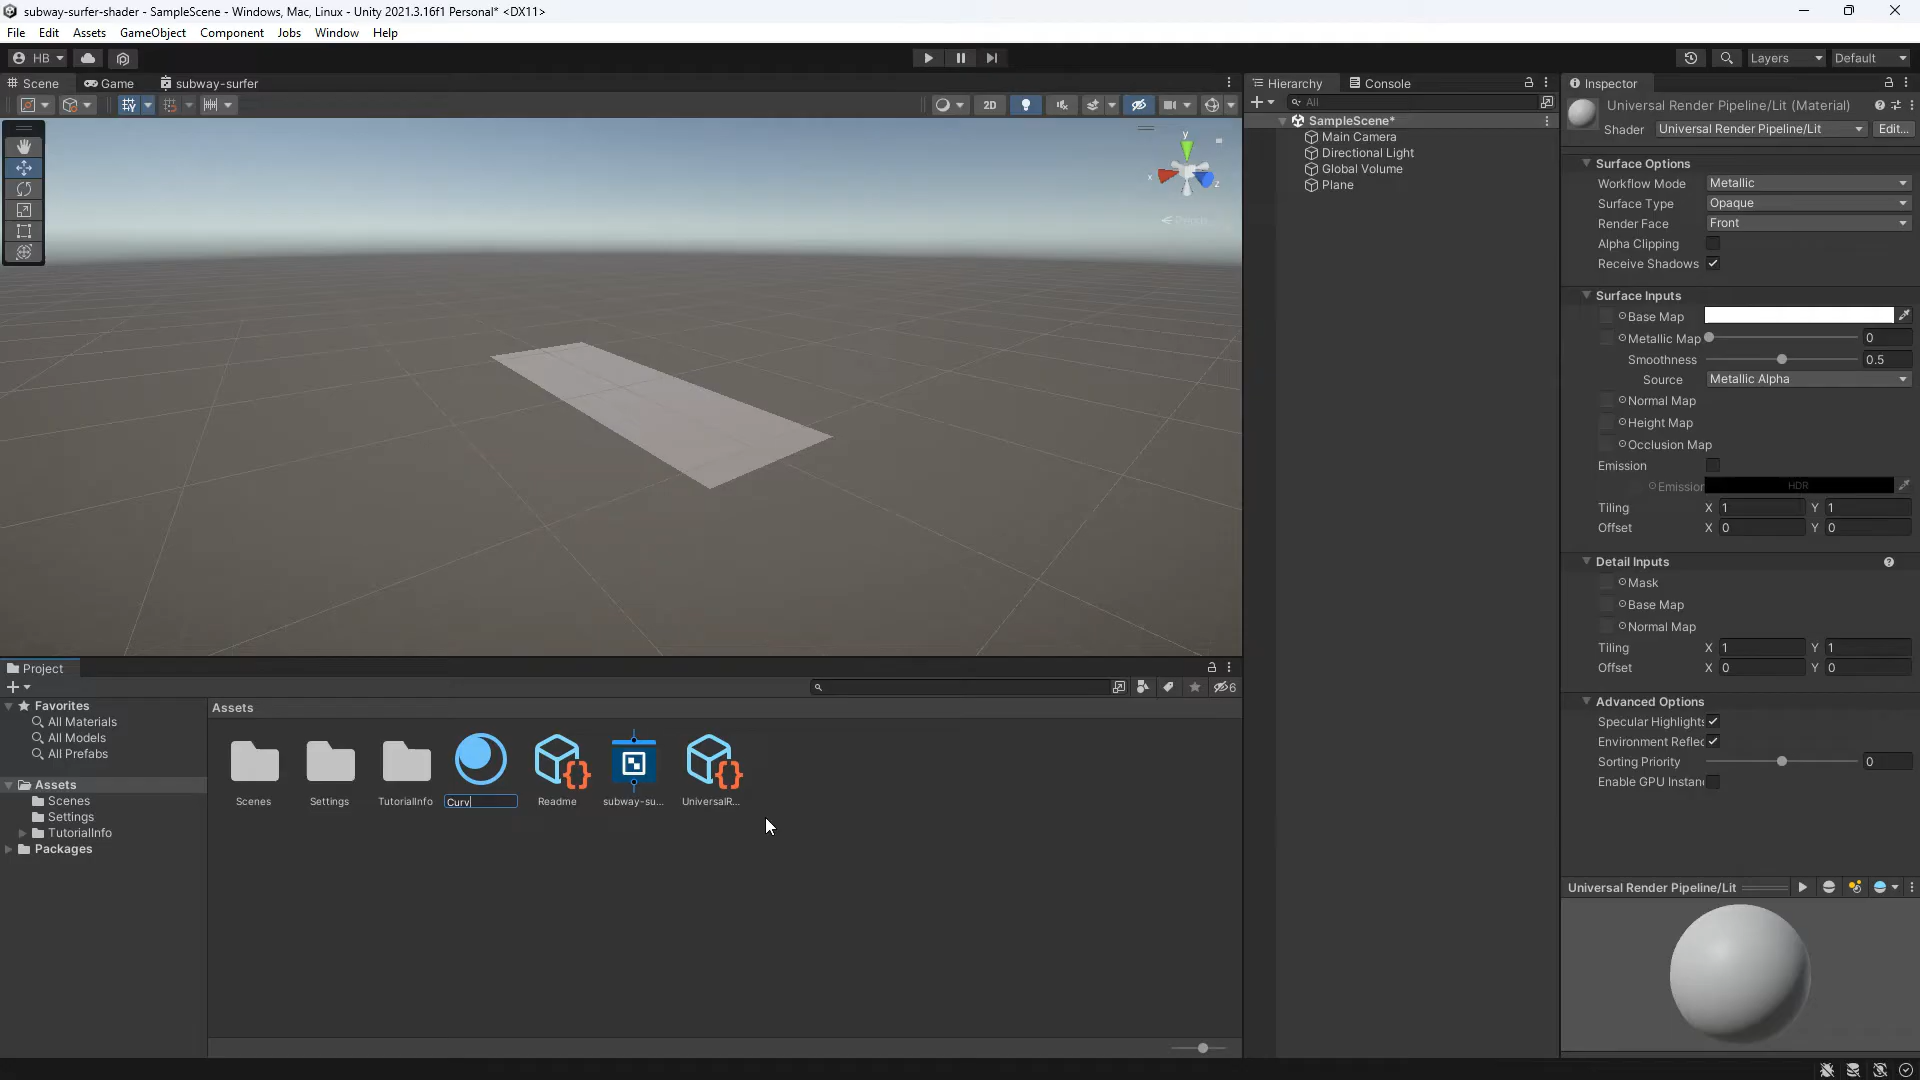 subway-surfer-shader - SampleScene - Windows, Mac, Linux - Unity 2021.3.16f1 Personal* <DX11>
File Edit Assets GameObject Component Jobs Window Help
HB Layers Default
Scene Game subway-surfer
2D
y
x
z
Hierarchy Console
All
SampleScene*
Main Camera
Directional Light
Global Volume
Plane
Inspector
Universal Render Pipeline/Lit (Material)
Shader Universal Render Pipeline/Lit Edit...
Surface Options
Workflow Mode Metallic
Surface Type Opaque
Render Face Front
Alpha Clipping
Receive Shadows
Surface Inputs
Base Map
Metallic Map 0
Smoothness 0.5
Source Metallic Alpha
Normal Map
Height Map
Occlusion Map
Emission
Emission HDR
Tiling X 1 Y 1
Offset X 0 Y 0
Detail Inputs
Mask
Base Map
Normal Map
Tiling X 1 Y 1
Offset X 0 Y 0
Advanced Options
Specular Highlights
Environment Reflec
Sorting Priority 0
Enable GPU Instan
Universal Render Pipeline/Lit
Project
6
Favorites
All Materials
All Models
All Prefabs
Assets
Scenes
Settings
TutorialInfo
Packages
Assets
Scenes Settings TutorialInfo Curv Readme subway-su... UniversalR...